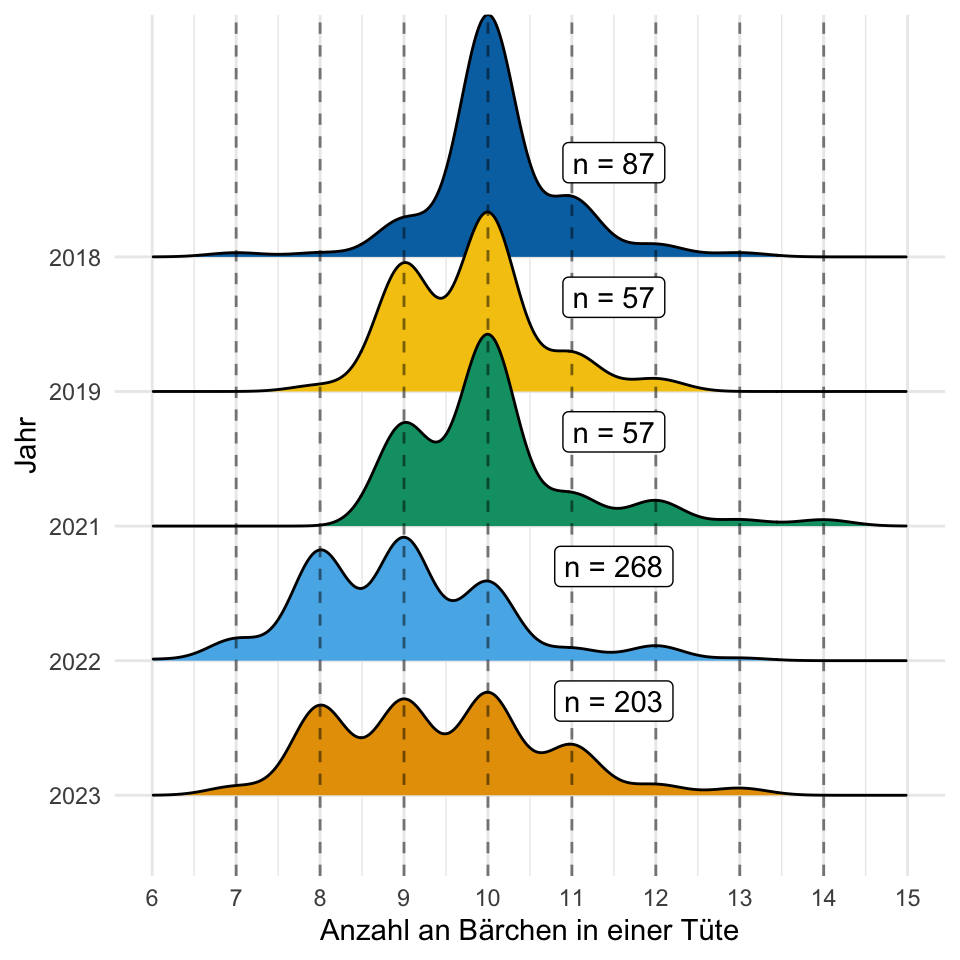 n = 87
2018
n = 57
2019
n = 57
Jahr
2021
n = 268
2022
n = 203
2023
6 7 8 9 10 11 12 13 14 15
Anzahl an Bärchen in einer Tüte